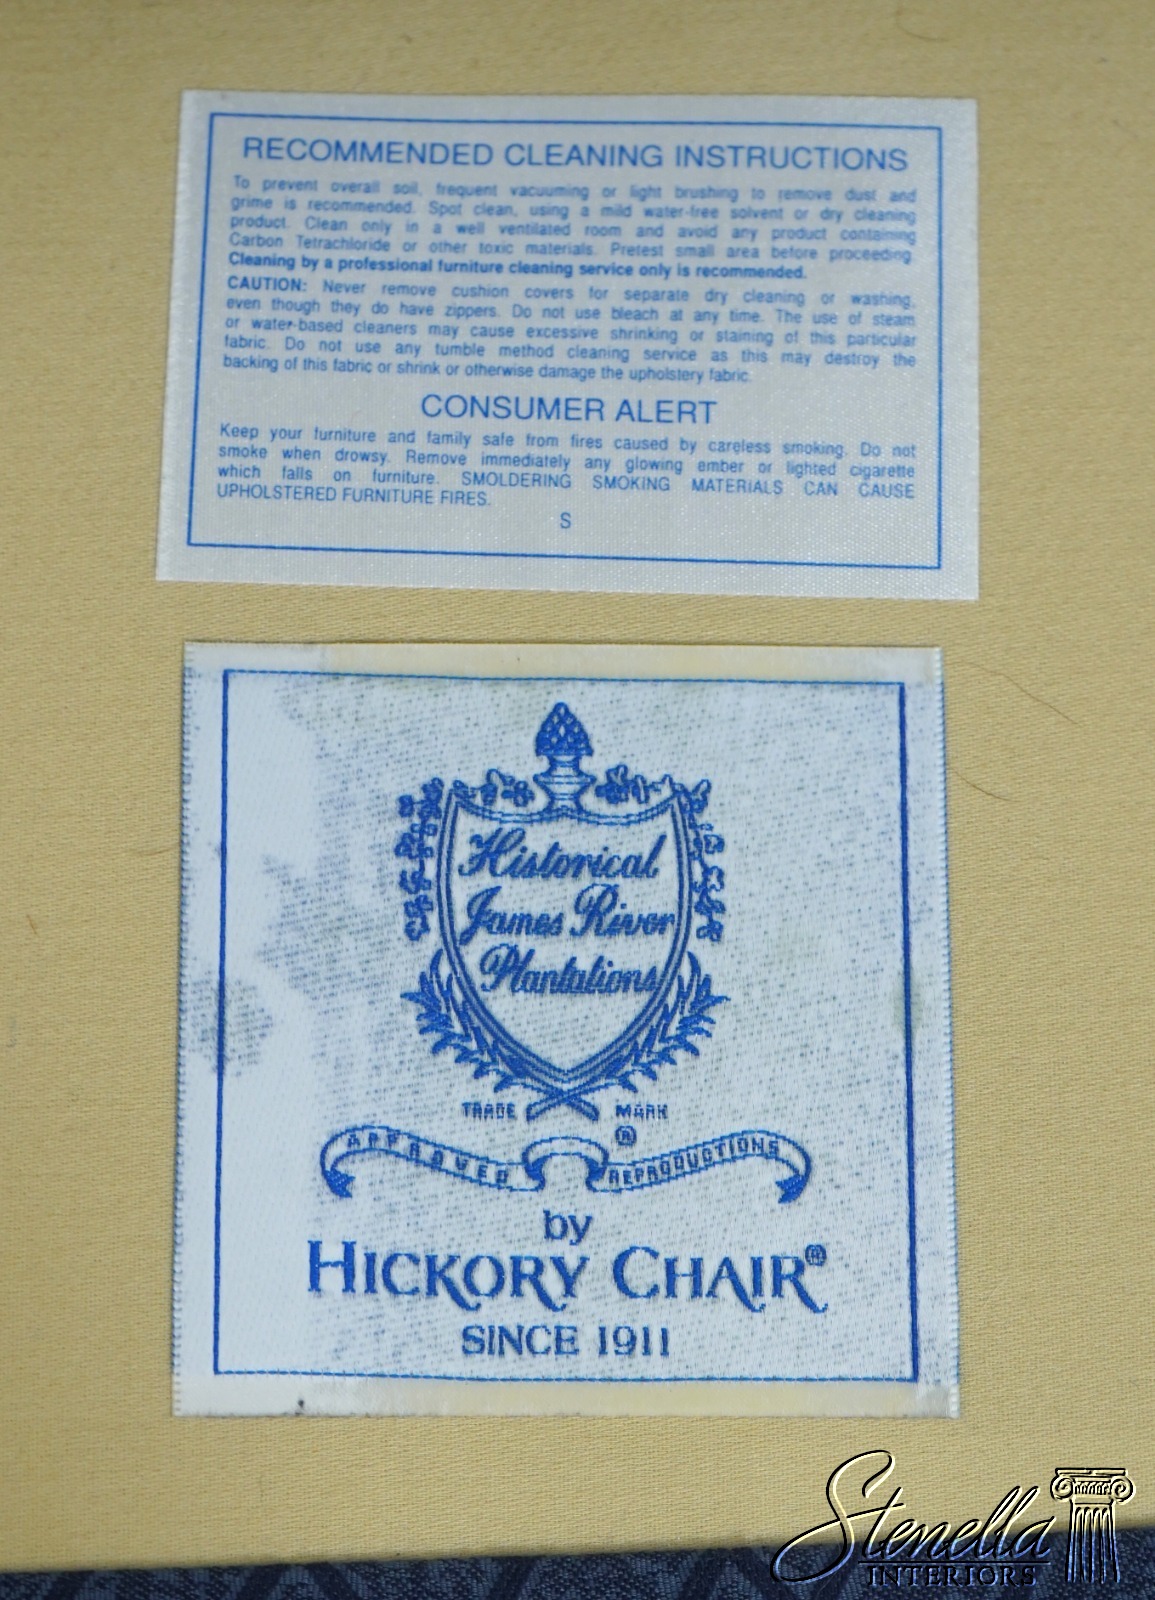 RECOMMENDED CLEANING INSTRUCTIONS
To prevent overall soil, frequent vacuuming or light brushing to remove dust and
grime is recommended. Spot clean, using a mild water-free solvent or dry cleaning
product. Clean only in a well ventilated room and avoid any product containing
Carbon Tetrachloride or other toxic materials. Pretest small area before proceeding.
Cleaning by a professional furniture cleaning service only is recommended.
CAUTION: Never remove cushion covers for separate dry cleaning or washing,
even though they do have zippers. Do not use bleach at any time. The use of steam
or water-based cleaners may cause excessive shrinking or staining of this particular
fabric. Do not use any tumble method cleaning service as this may destroy the
backing of this fabric or shrink or otherwise damage the upholstery fabric.
CONSUMER ALERT
Keep your furniture and family safe from fires caused by careless smoking. Do not
smoke when drowsy. Remove immediately any glowing ember or lighted cigarette
which falls on furniture. SMOLDERING SMOKING MATERIALS CAN CAUSE
UPHOLSTERED FURNITURE FIRES.
S
Historical
James River
Plantations
TRADE MARK
®
APPROVED REPRODUCTIONS
by
HICKORY CHAIR®
SINCE 1911
Stenella
INTERIORS